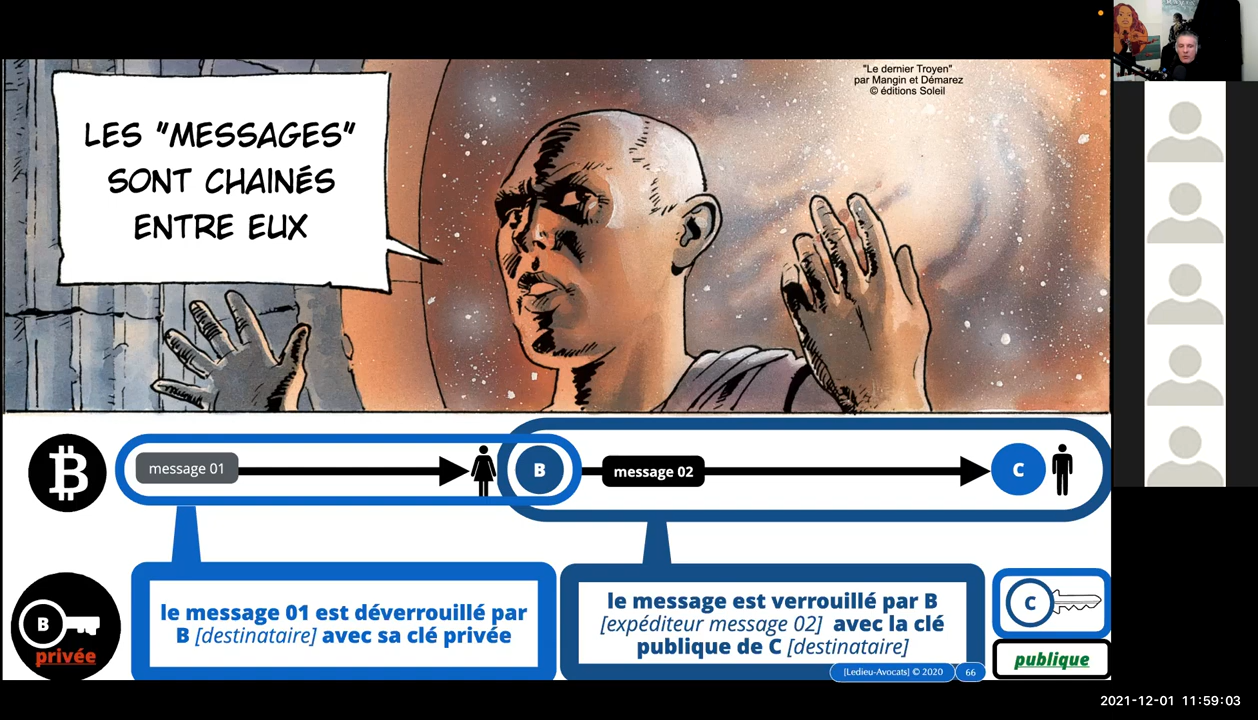 "Le dernier Troyen"
par Mangin et Démarez
© éditions Soleil
LES "MESSAGES"
SONT CHAINÉS
ENTRE EUX
message 01
B
message 02
C
le message 01 est déverrouillé par
B [destinataire] avec sa clé privée
le message est verrouillé par B
[expéditeur message 02] avec la clé
publique de C [destinataire]
B
privée
C
publique
[Ledieu-Avocats] © 2020
66
2021-12-01 11:59:03